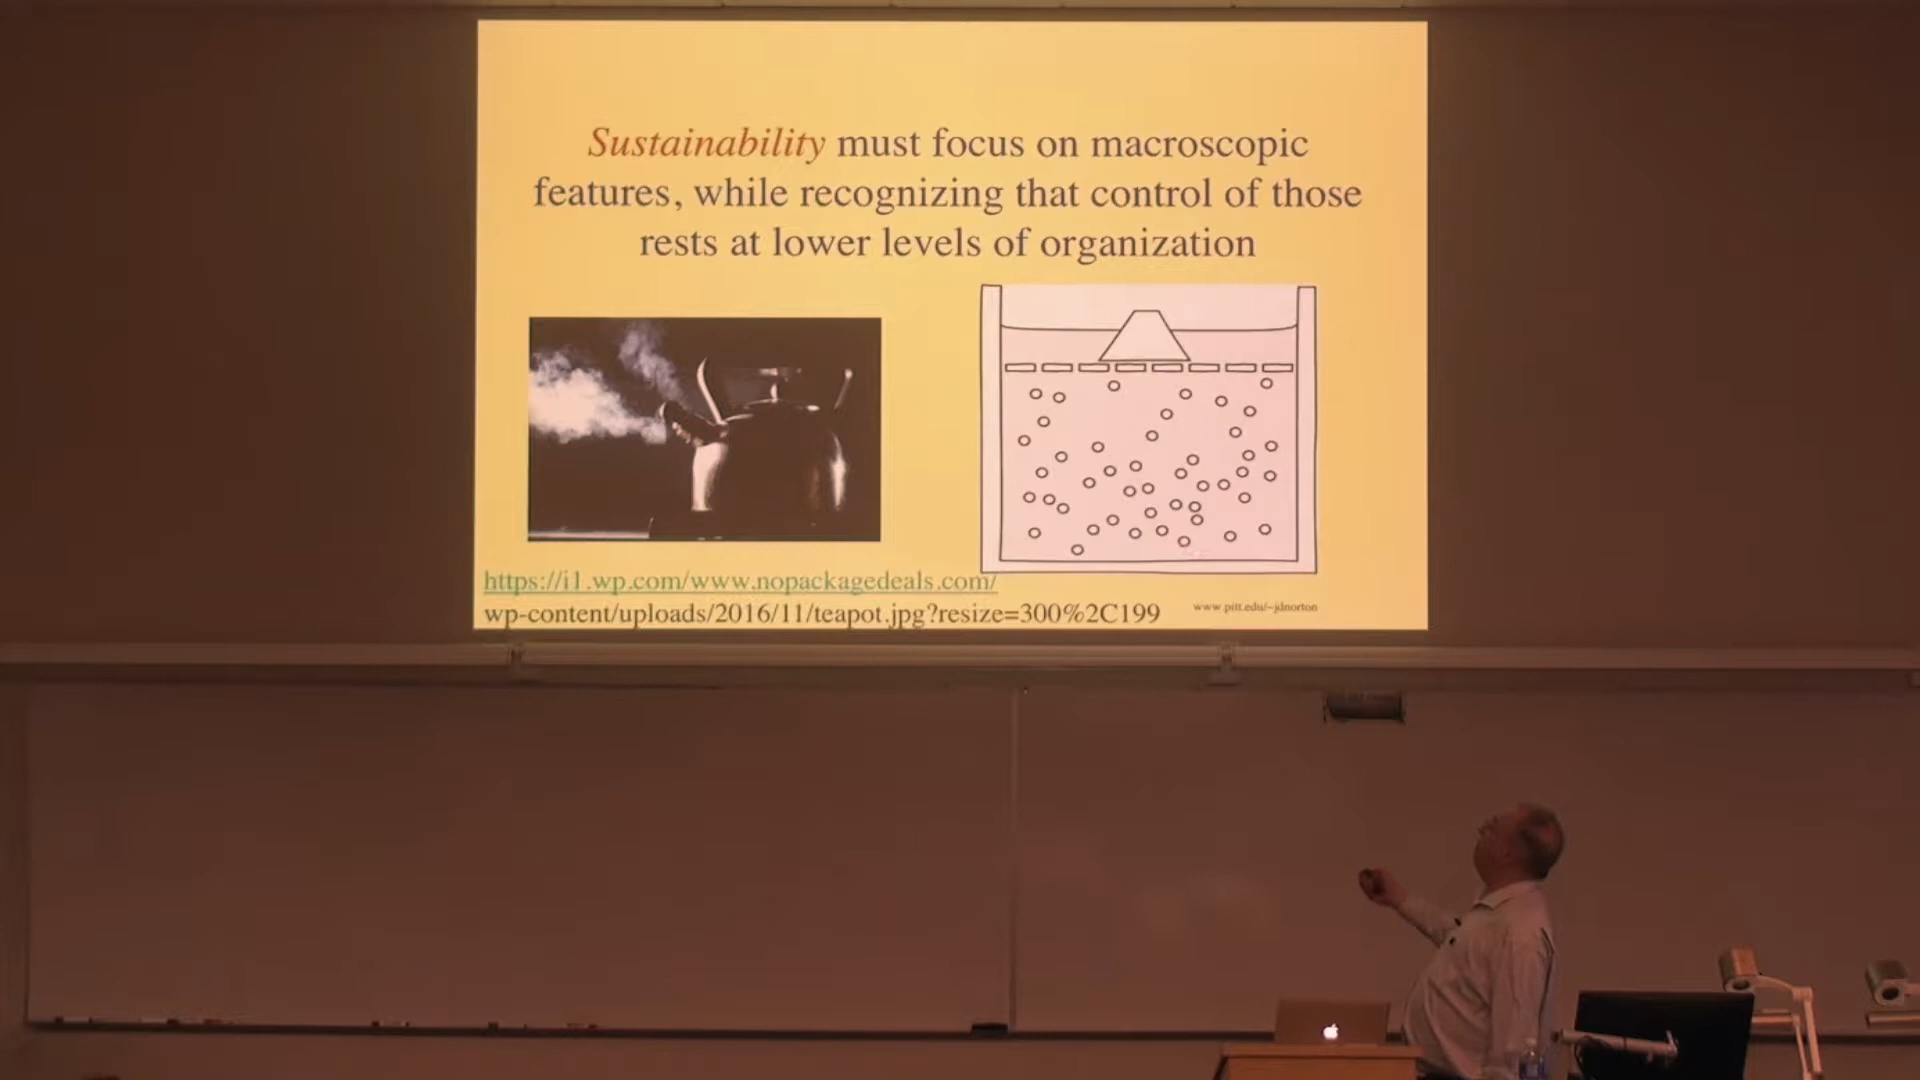 Sustainability must focus on macroscopic
features, while recognizing that control of those
rests at lower levels of organization
https://i1.wp.com/www.nopackagedeals.com/
wp-content/uploads/2016/11/teapot.jpg?resize=300%2C199
www.pitt.edu/~jdnorton